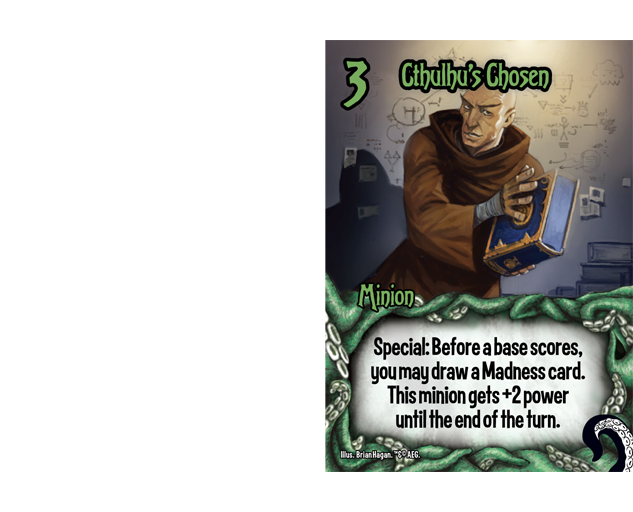 3
Cthulhu's Chosen
Minion
Special: Before a base scores,
you may draw a Madness card.
This minion gets +2 power
until the end of the turn.
Illus. Brian Hagan. ™&© AEG.